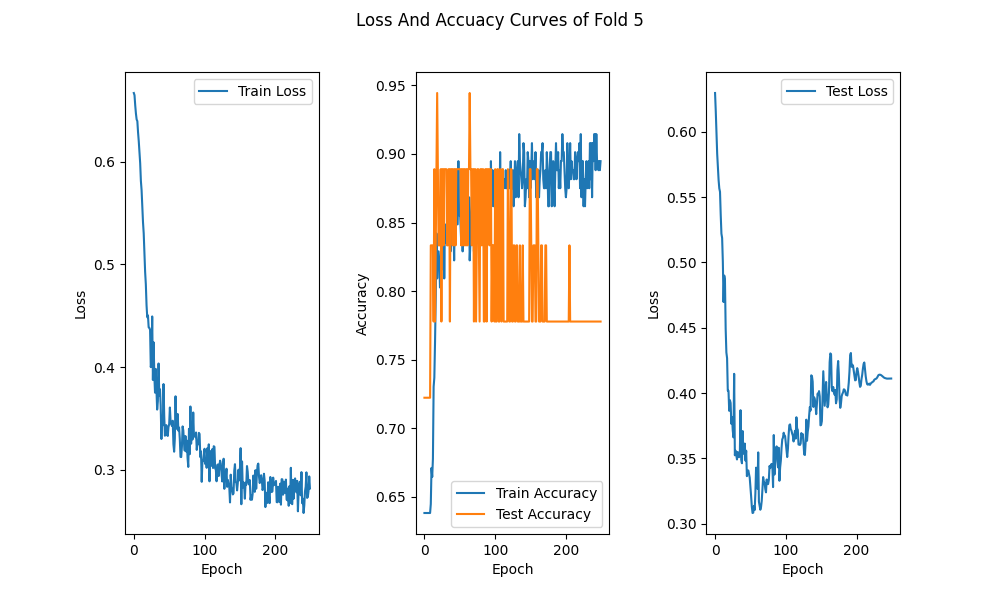 Loss And Accuacy Curves of Fold 5
Train Loss
0.6
0.5
0.4
0.3
Loss
0
100
200
Epoch
0.95
0.90
0.85
0.80
0.75
0.70
0.65
Accuracy
Train Accuracy
Test Accuracy
0
100
200
Epoch
Test Loss
0.60
0.55
0.50
0.45
0.40
0.35
0.30
Loss
0
100
200
Epoch